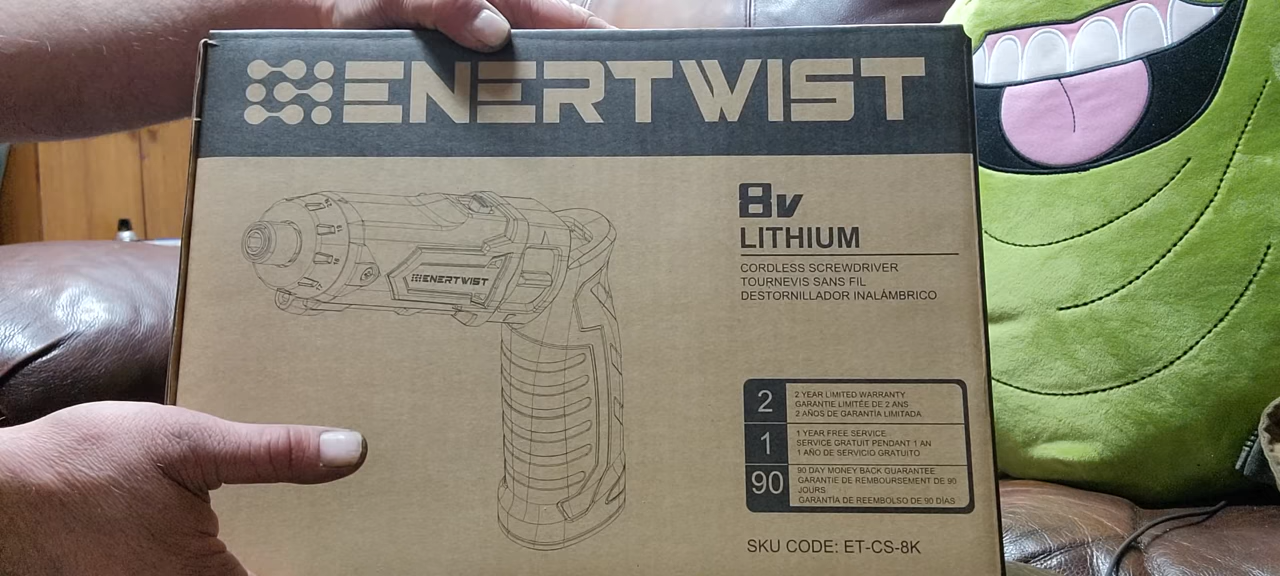 ENERTWIST
8v
LITHIUM
CORDLESS SCREWDRIVER
TOURNEVIS SANS FIL
DESTORNILLADOR INALÁMBRICO
ENERTWIST
2
2 YEAR LIMITED WARRANTY
GARANTIE LIMITÉE DE 2 ANS
2 AÑOS DE GARANTÍA LIMITADA
1
1 YEAR FREE SERVICE
SERVICE GRATUIT PENDANT 1 AN
1 AÑO DE SERVICIO GRATUITO
90
90 DAY MONEY BACK GUARANTEE
GARANTIE DE REMBOURSEMENT DE 90
JOURS
GARANTÍA DE REEMBOLSO DE 90 DÍAS
SKU CODE: ET-CS-8K